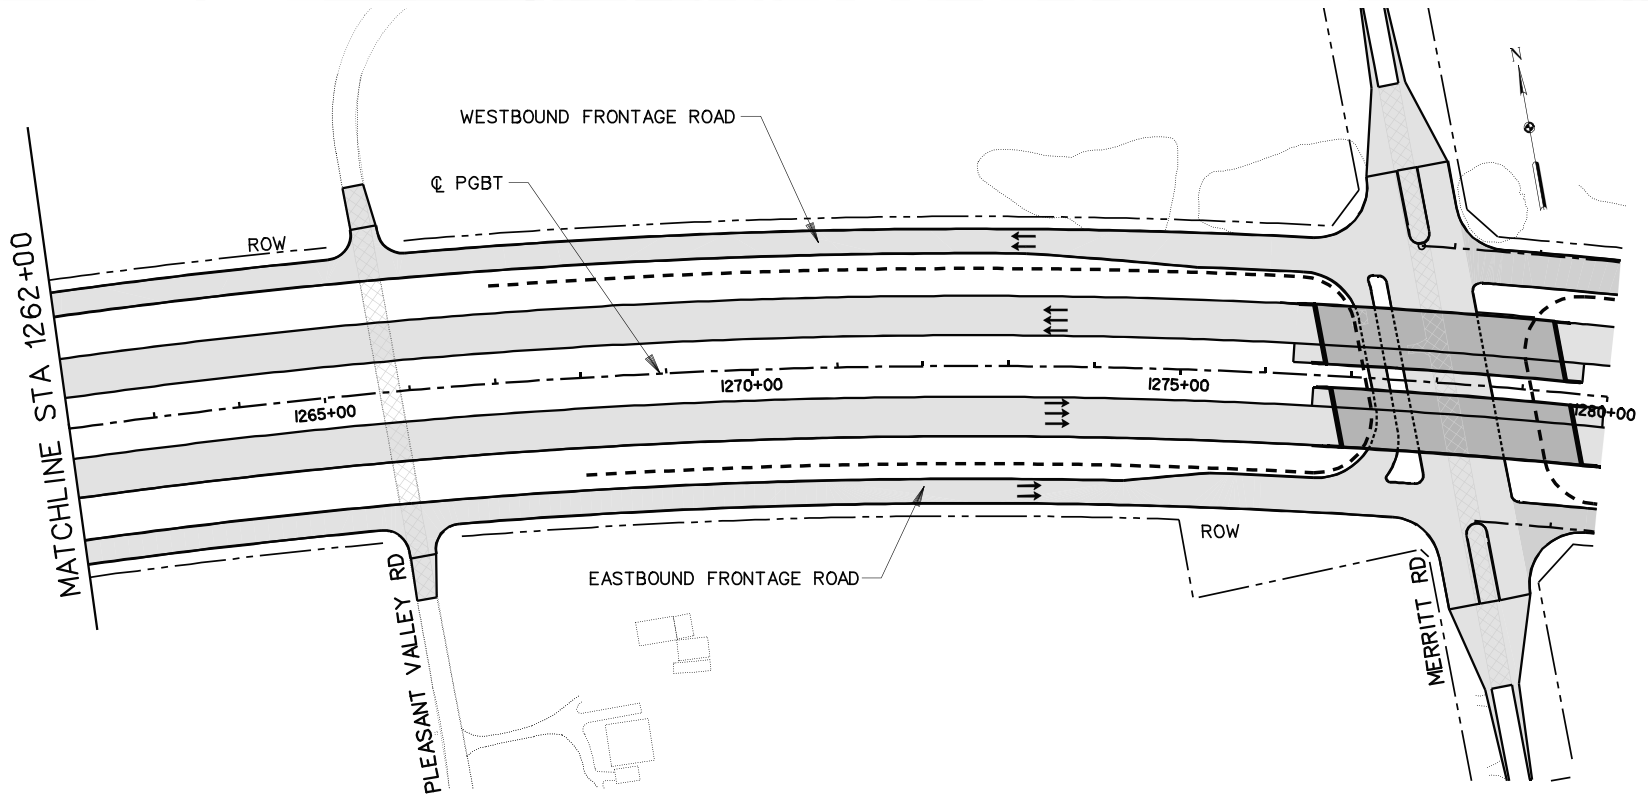 N
WESTBOUND FRONTAGE ROAD
℄ PGBT
ROW
MATCHLINE STA 1262+00
1265+00
1270+00
1275+00
1280+00
ROW
EASTBOUND FRONTAGE ROAD
PLEASANT VALLEY RD
MERRITT RD